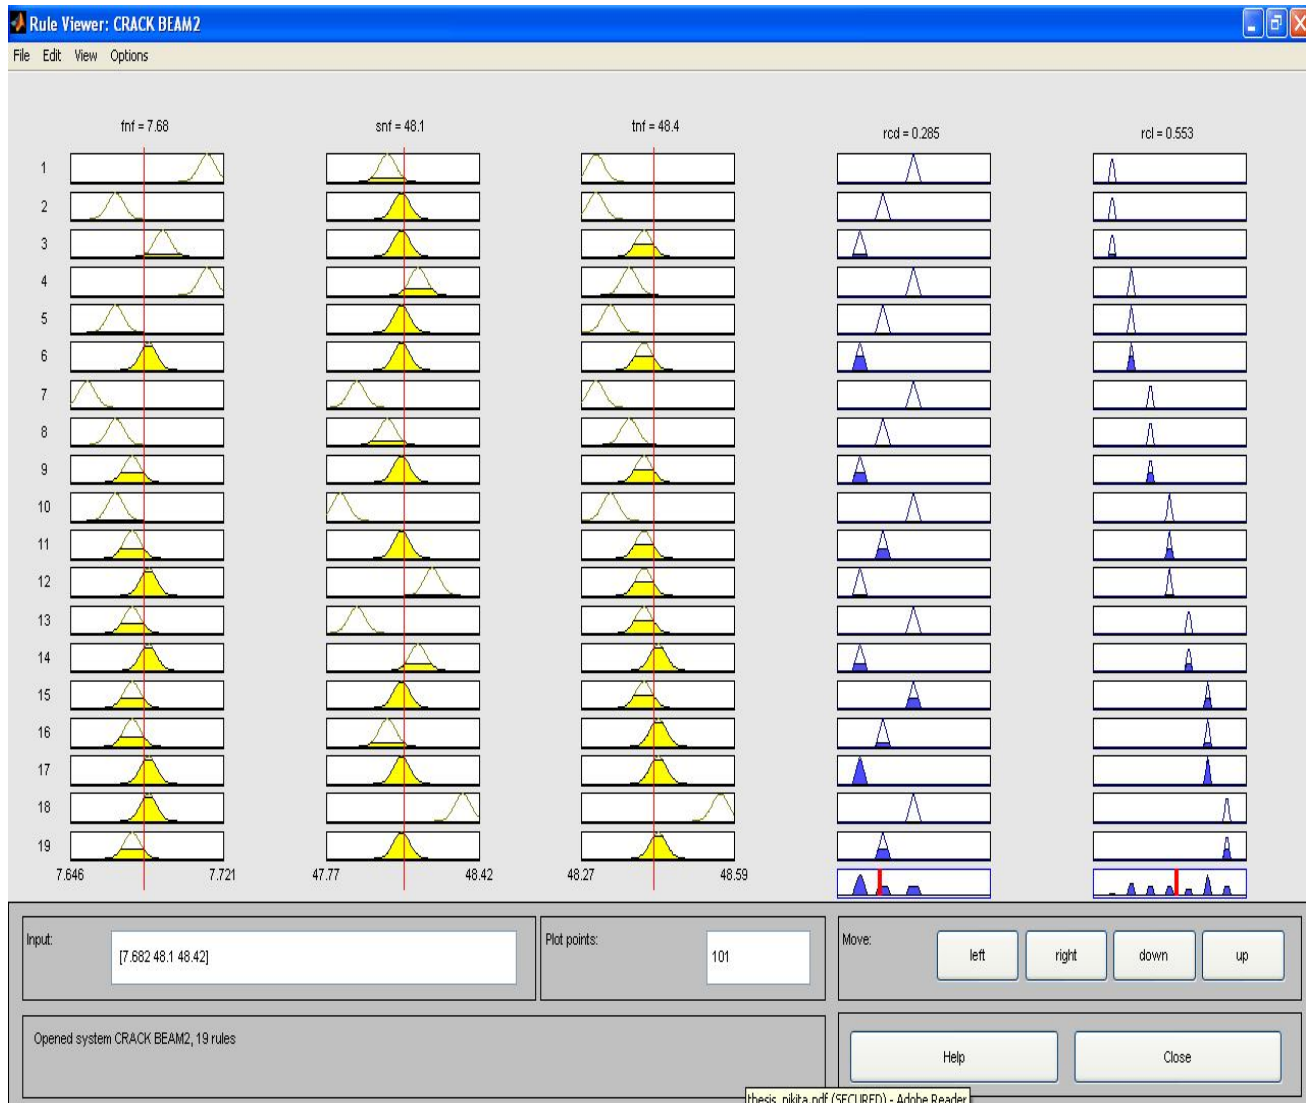 Rule Viewer: CRACK BEAM2
File Edit View Options
fnf = 7.68 snf = 48.1 tnf = 48.4 rcd = 0.285 rcl = 0.553
1
2
3
4
5
6
7
8
9
10
11
12
13
14
15
16
17
18
19
7.646 7.721 47.77 48.42 48.27 48.59
Input: [7.682 48.1 48.42] Plot points: 101 Move: left right down up
Opened system CRACK BEAM2, 19 rules
Help Close
thesis_nikita.pdf (SECURED) - Adobe Reader